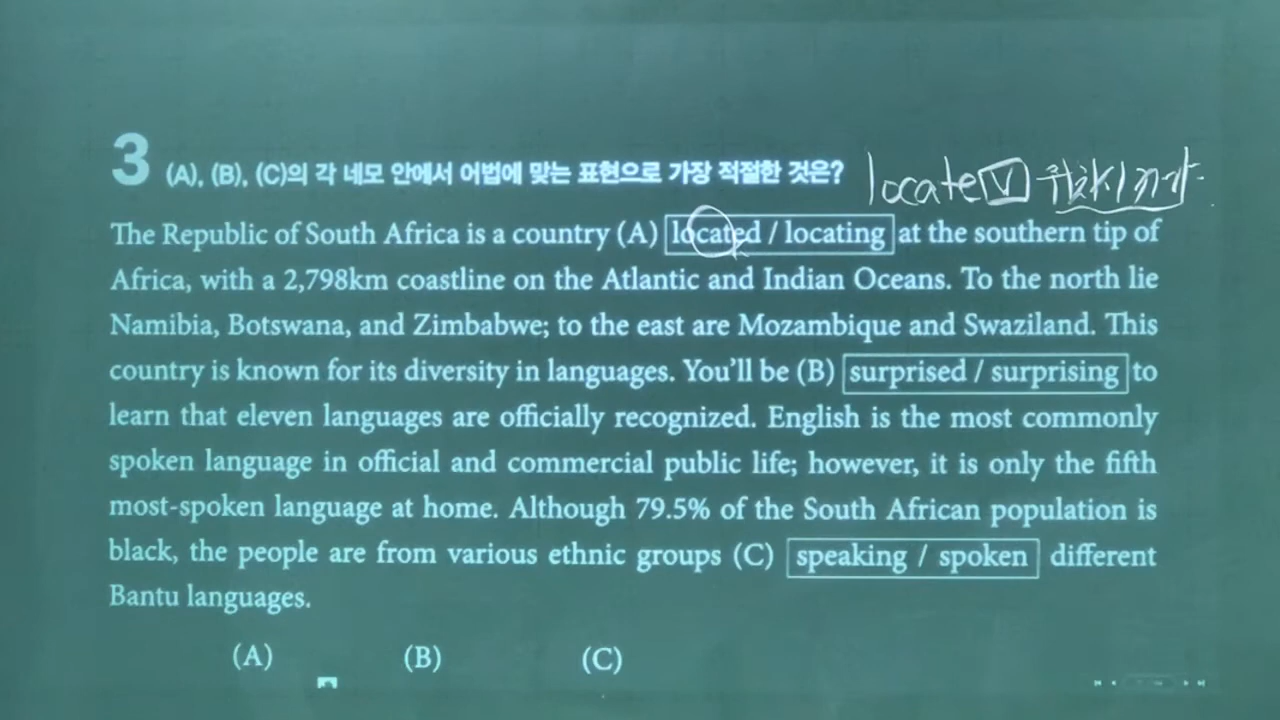 3 (A), (B), (C)의 각 네모 안에서 어법에 맞는 표현으로 가장 적절한 것은?
locate V 위치시키다.
The Republic of South Africa is a country (A) located / locating at the southern tip of
Africa, with a 2,798km coastline on the Atlantic and Indian Oceans. To the north lie
Namibia, Botswana, and Zimbabwe; to the east are Mozambique and Swaziland. This
country is known for its diversity in languages. You'll be (B) surprised / surprising to
learn that eleven languages are officially recognized. English is the most commonly
spoken language in official and commercial public life; however, it is only the fifth
most-spoken language at home. Although 79.5% of the South African population is
black, the people are from various ethnic groups (C) speaking / spoken different
Bantu languages.
(A) (B) (C)